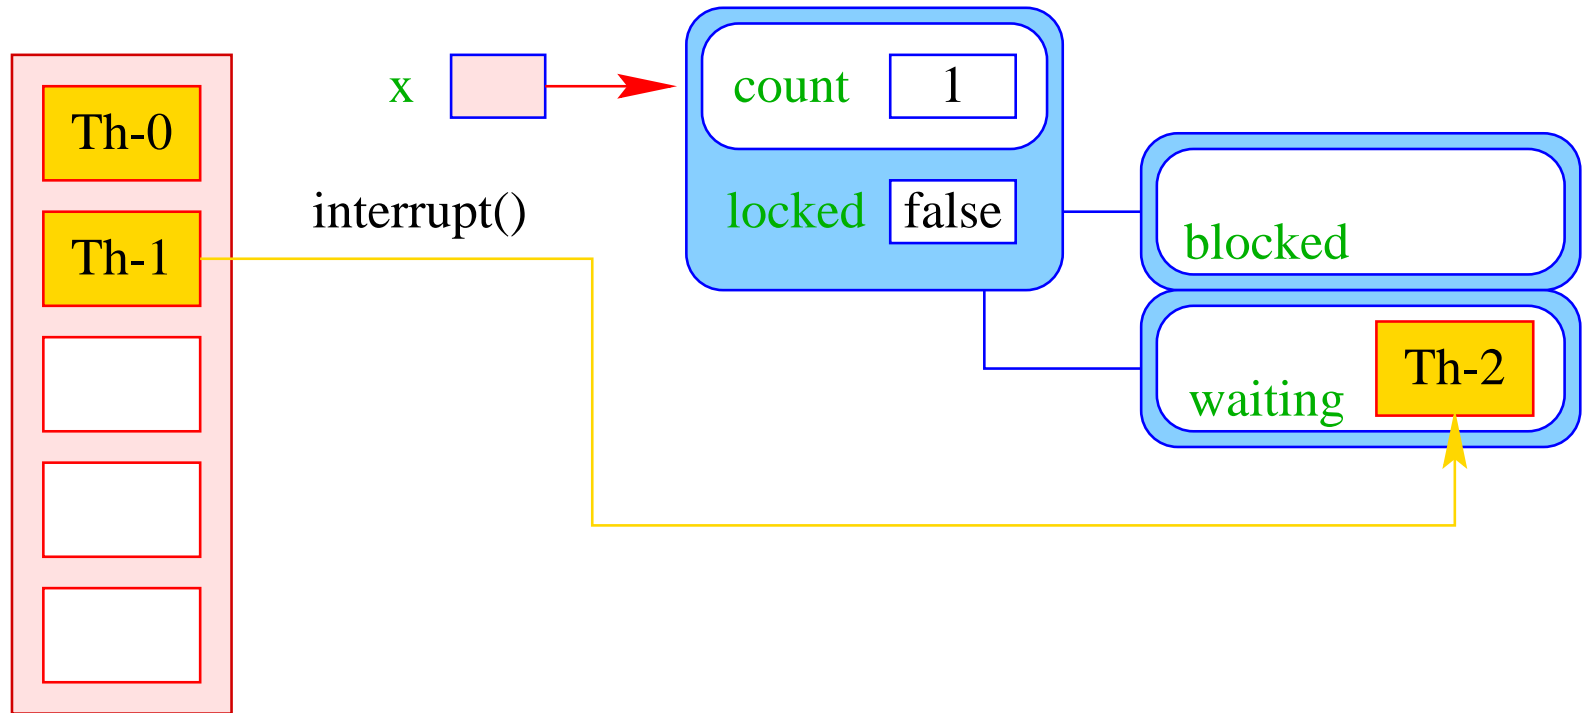 Th-0
Th-1
interrupt()
x
count 1
locked false
blocked
waiting Th-2